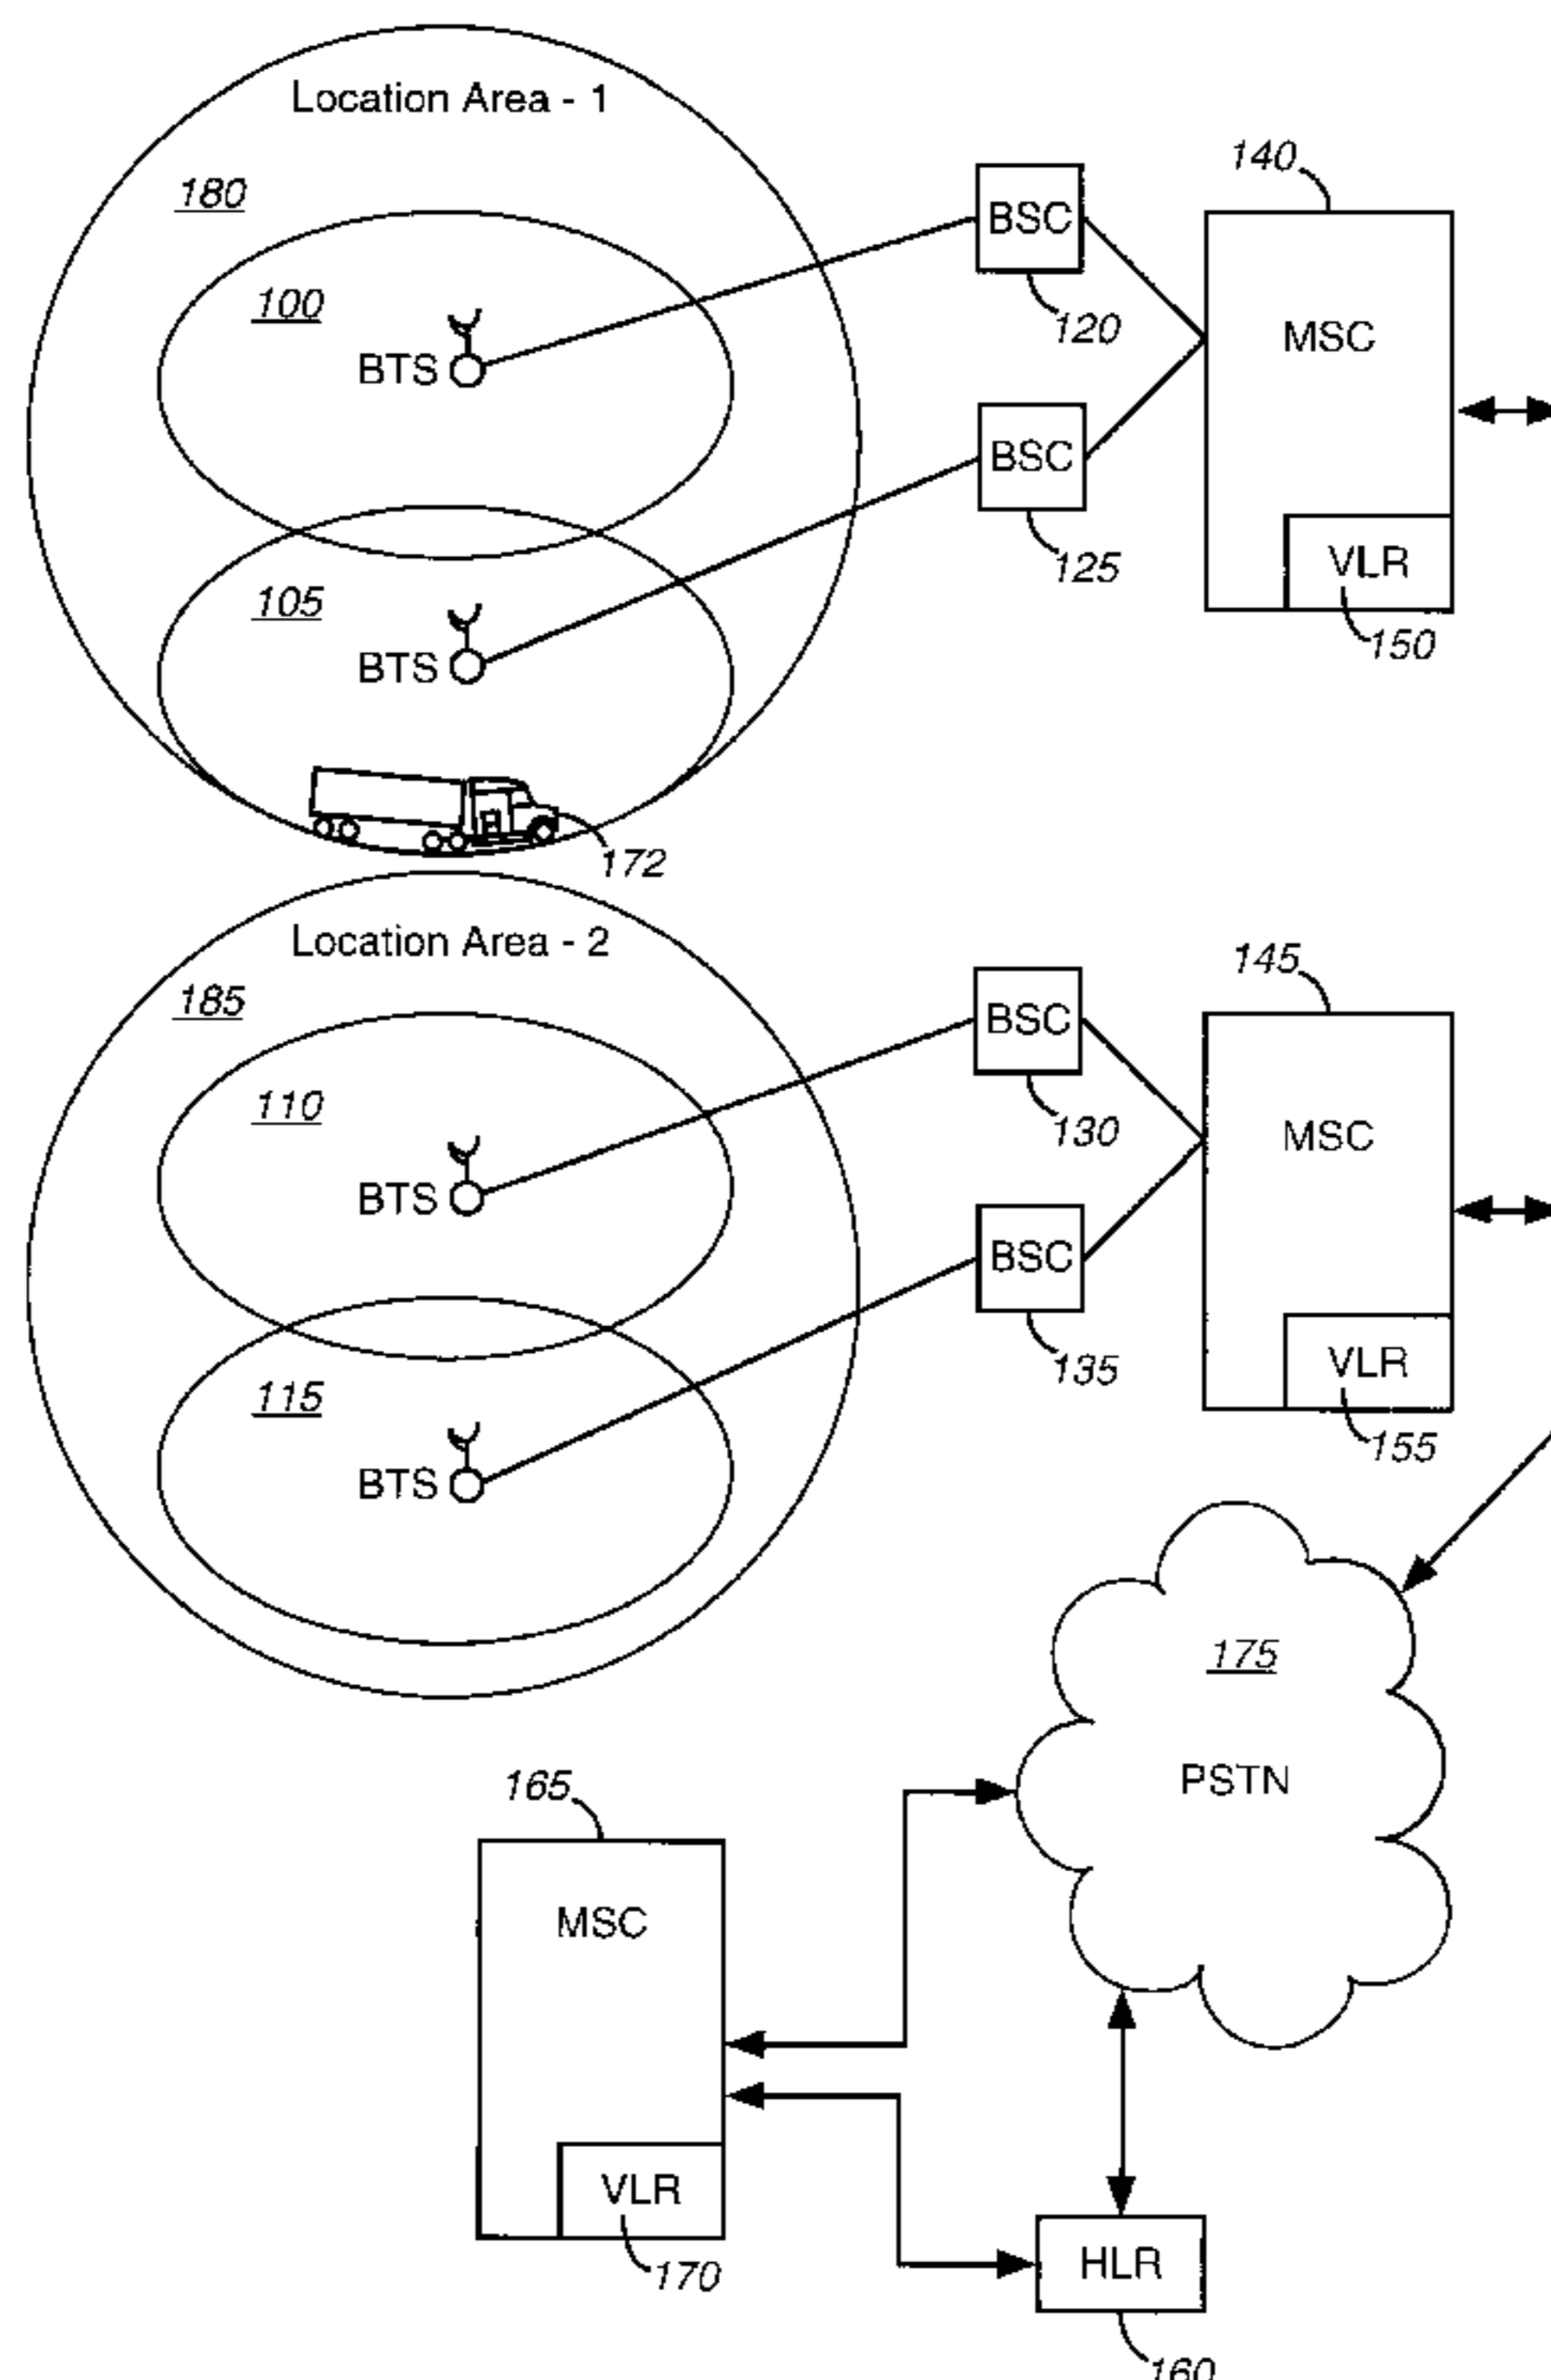 Location Area - 1
180
100
BTS
BSC
120
140
MSC
BSC
125
VLR
150
105
BTS
172
Location Area - 2
185
110
BTS
BSC
130
145
MSC
BSC
135
VLR
155
115
BTS
175
PSTN
165
MSC
VLR
170
HLR
160